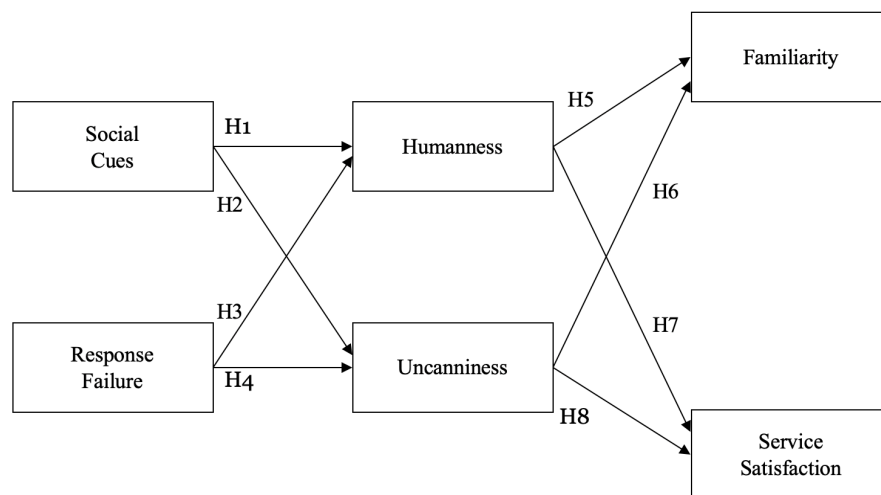 Familiarity
H5
H1
Social
Cues
Humanness
H2
H6
H3
H7
Response
Failure
Uncanniness
H4
H8
Service
Satisfaction